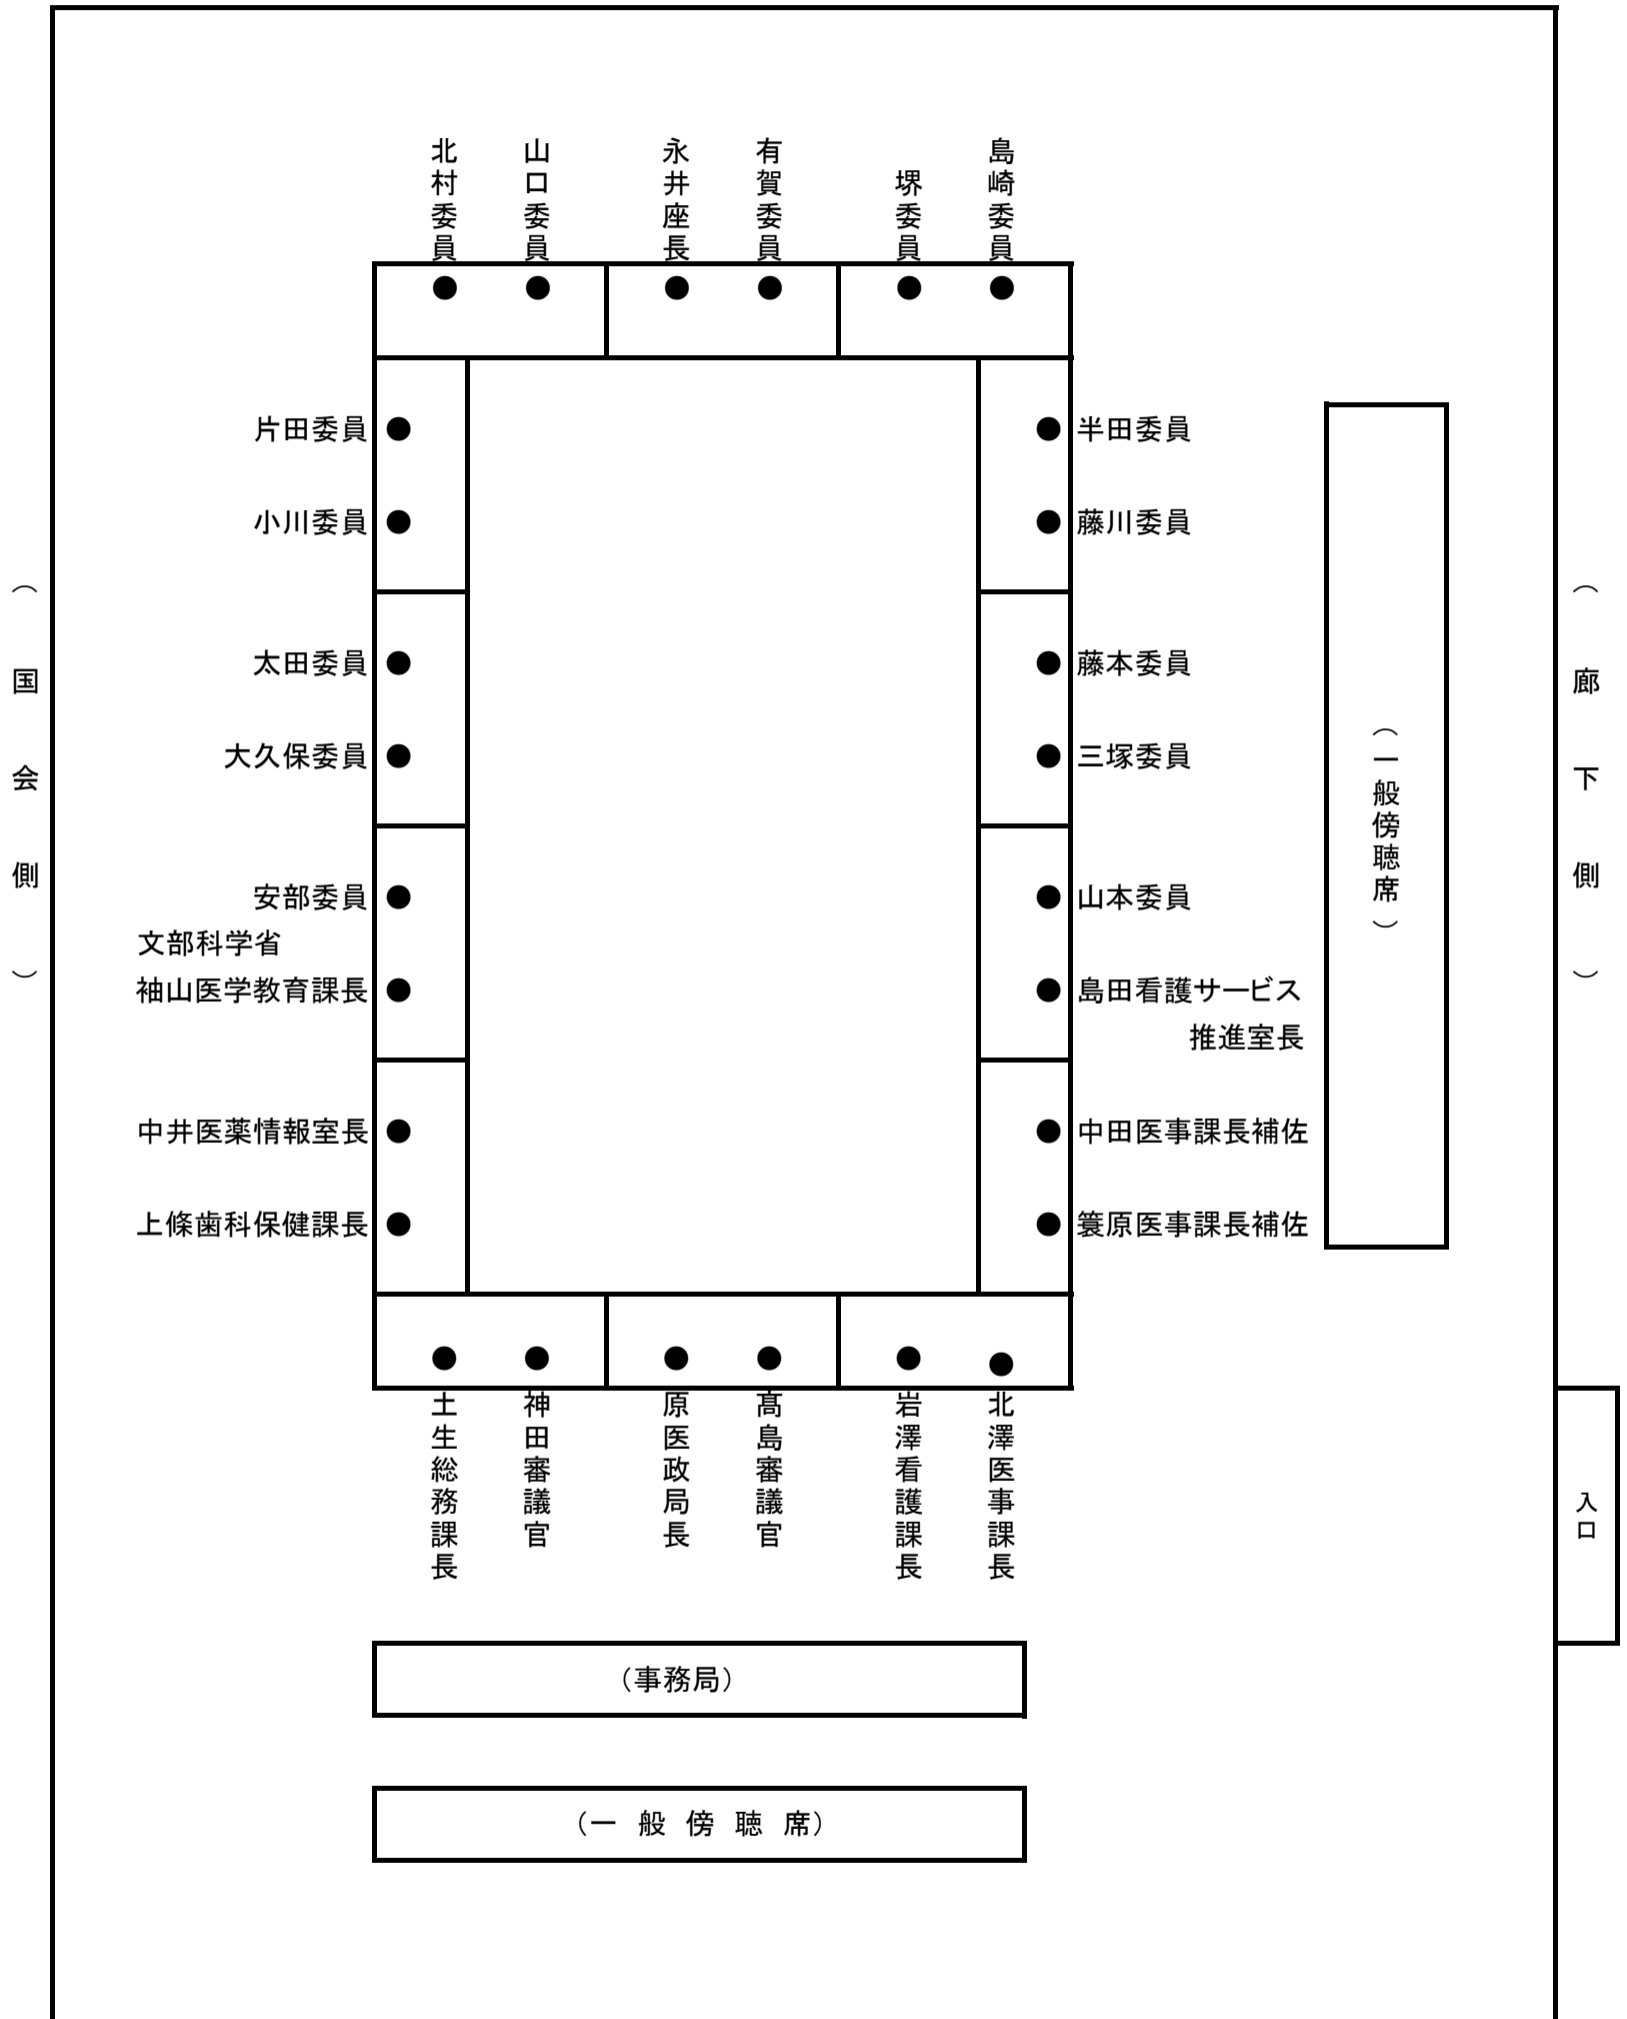 北村委員
山口委員
永井座長
有賀委員
堺委員
島崎委員
片田委員
半田委員
小川委員
藤川委員
太田委員
藤本委員
大久保委員
三塚委員
安部委員
山本委員
文部科学省
袖山医学教育課長
島田看護サービス
推進室長
中井医薬情報室長
中田医事課長補佐
上條歯科保健課長
簑原医事課長補佐
土生総務課長
神田審議官
原医政局長
髙島審議官
岩澤看護課長
北澤医事課長
（国会側）
（一般傍聴席）
（廊下側）
入口
（事務局）
（一般傍聴席）